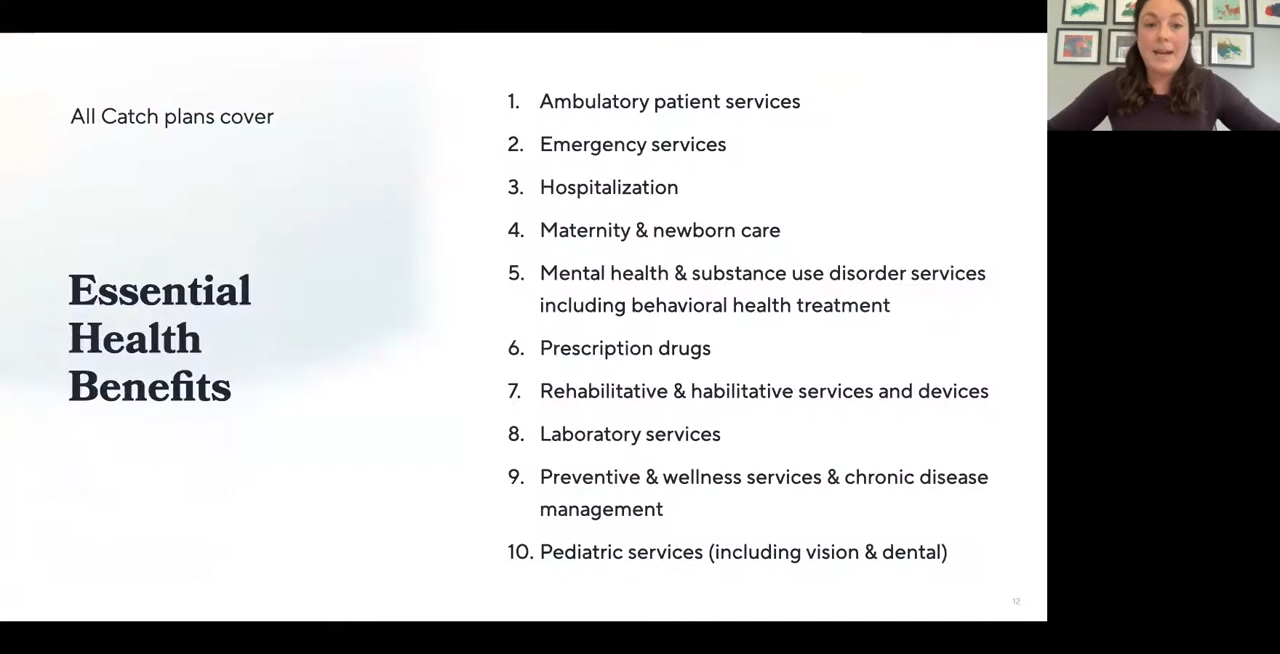 All Catch plans cover
Essential
Health
Benefits
1. Ambulatory patient services
2. Emergency services
3. Hospitalization
4. Maternity & newborn care
5. Mental health & substance use disorder services
including behavioral health treatment
6. Prescription drugs
7. Rehabilitative & habilitative services and devices
8. Laboratory services
9. Preventive & wellness services & chronic disease
management
10. Pediatric services (including vision & dental)
12